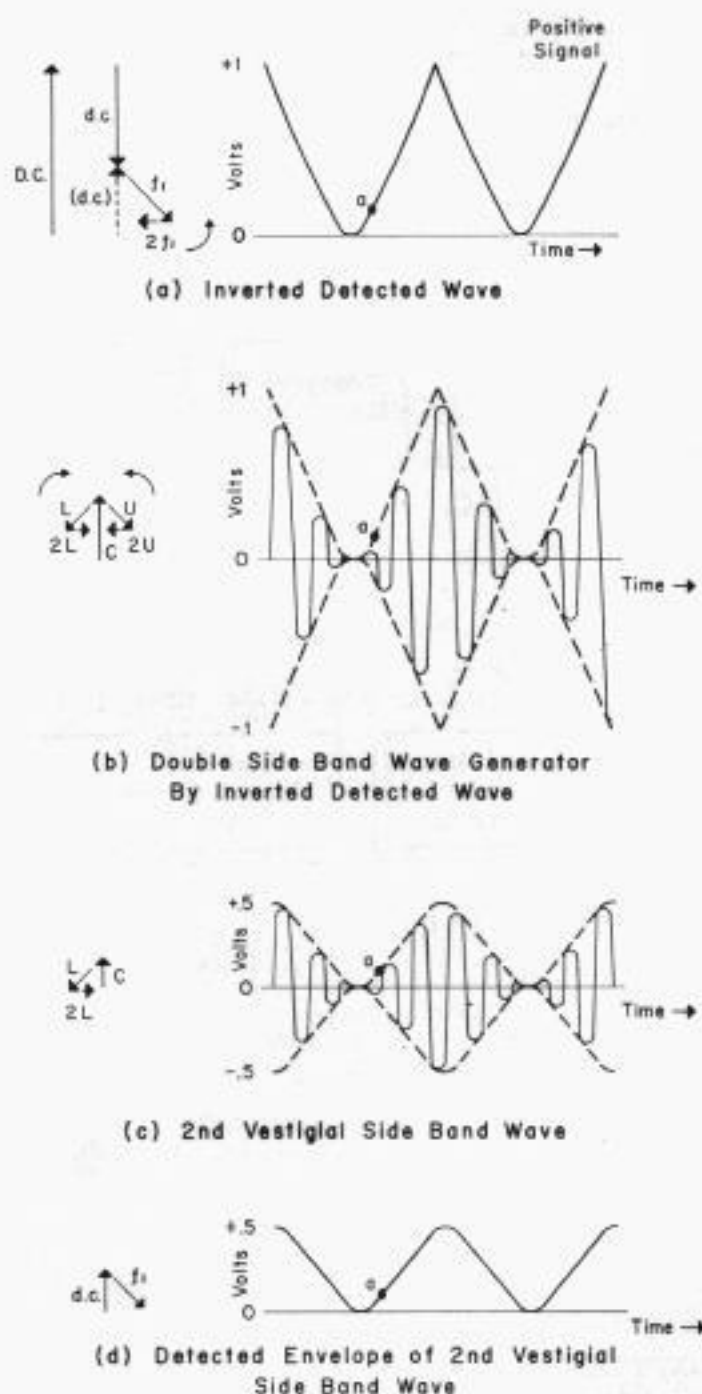 Positive
Signal
+1
d.c.
D.C.
Volts
f₁
a
(d.c.)
2f₁
0
Time →
(a) Inverted Detected Wave
+1
Volts
L U
a
2L C 2U
0
Time →
-1
(b) Double Side Band Wave Generator
By Inverted Detected Wave
+.5
Volts
L
a
C
2L
0
Time →
-.5
(c) 2nd Vestigial Side Band Wave
+.5
Volts
a
d.c.
0
Time →
(d) Detected Envelope of 2nd Vestigial
Side Band Wave